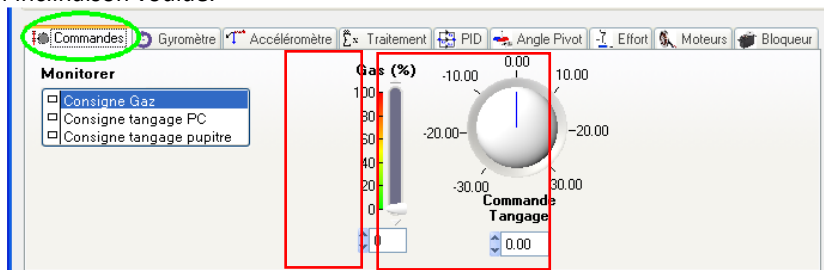 Commandes Gyromètre Accéléromètre Traitement PID Angle Pivot Effort Moteurs Bloqueur
Monitorer
Consigne Gaz
Consigne tangage PC
Consigne tangage pupitre
Gas (%)
100
80
60
40
20
0
0
0.00
-10.00 10.00
-20.00 -20.00
-30.00 30.00
Commande
Tangage
0.00